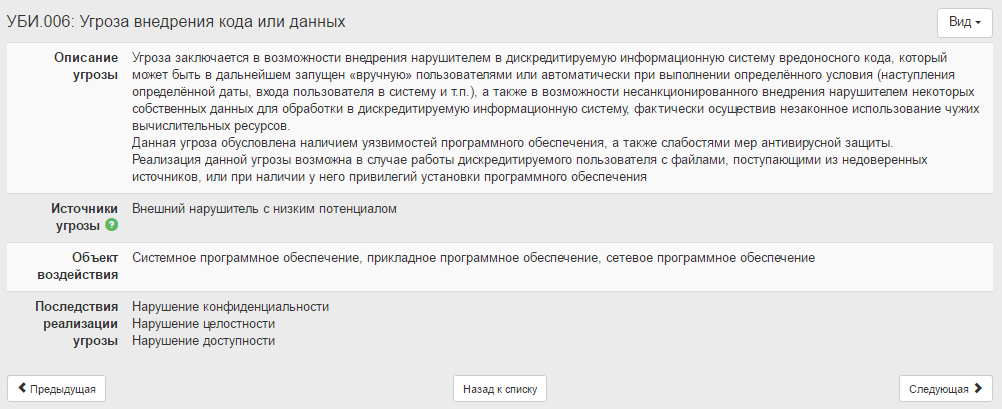 УБИ.006: Угроза внедрения кода или данных
Вид
Описание угрозы
Угроза заключается в возможности внедрения нарушителем в дискредитируемую информационную систему вредоносного кода, который
может быть в дальнейшем запущен «вручную» пользователями или автоматически при выполнении определённого условия (наступления
определённой даты, входа пользователя в систему и т.п.), а также в возможности несанкционированного внедрения нарушителем некоторых
собственных данных для обработки в дискредитируемую информационную систему, фактически осуществив незаконное использование чужих
вычислительных ресурсов.
Данная угроза обусловлена наличием уязвимостей программного обеспечения, а также слабостями мер антивирусной защиты.
Реализация данной угрозы возможна в случае работы дискредитируемого пользователя с файлами, поступающими из недоверенных
источников, или при наличии у него привилегий установки программного обеспечения
Источники
угрозы ?
Внешний нарушитель с низким потенциалом
Объект
воздействия
Системное программное обеспечение, прикладное программное обеспечение, сетевое программное обеспечение
Последствия
реализации
угрозы
Нарушение конфиденциальности
Нарушение целостности
Нарушение доступности
Предыдущая
Назад к списку
Следующая